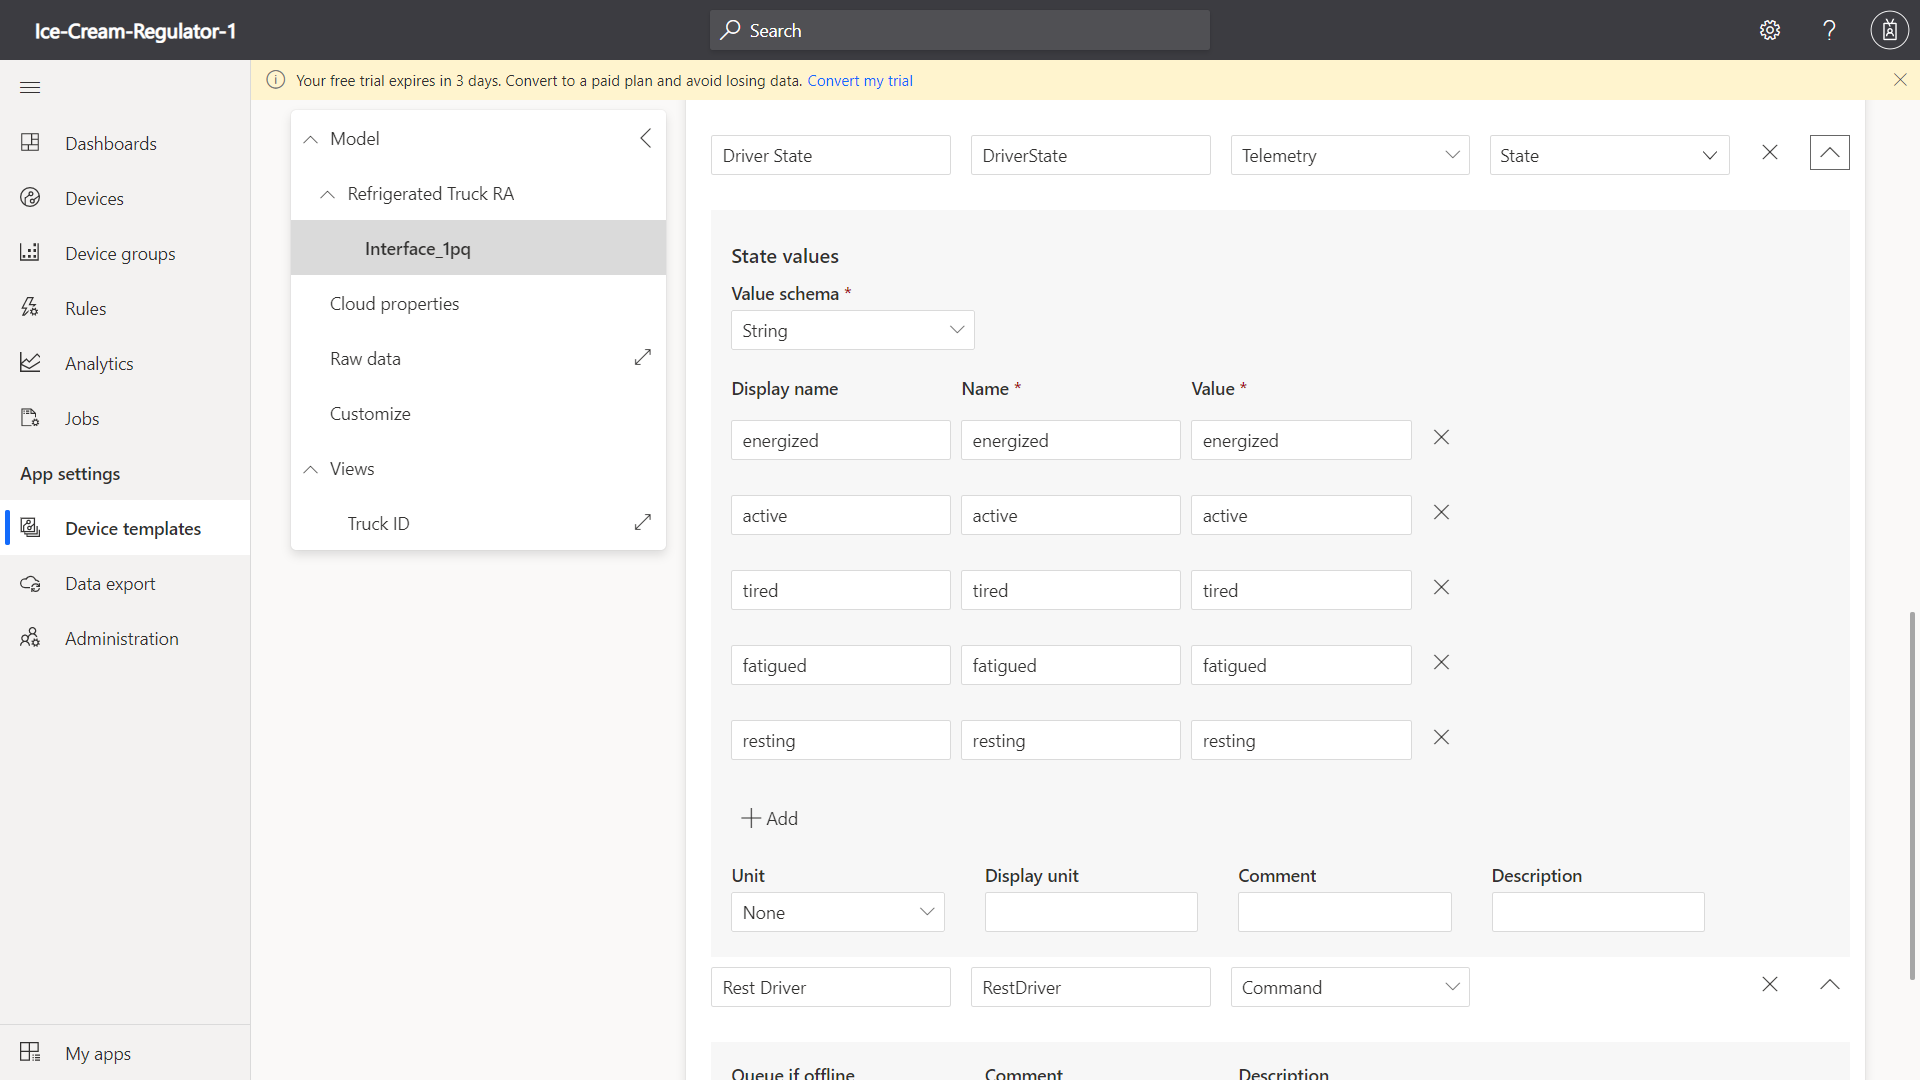 Ice-Cream-Regulator-1
Search
?
Your free trial expires in 3 days. Convert to a paid plan and avoid losing data. Convert my trial
Dashboards
Devices
Device groups
Rules
Analytics
Jobs
App settings
Device templates
Data export
Administration
My apps
Model
Refrigerated Truck RA
Interface_1pq
Cloud properties
Raw data
Customize
Views
Truck ID
Driver State DriverState Telemetry State
State values
Value schema *
String
Display name Name * Value *
energized energized energized
active active active
tired tired tired
fatigued fatigued fatigued
resting resting resting
Add
Unit Display unit Comment Description
None
Rest Driver RestDriver Command
Queue if offline Comment Description